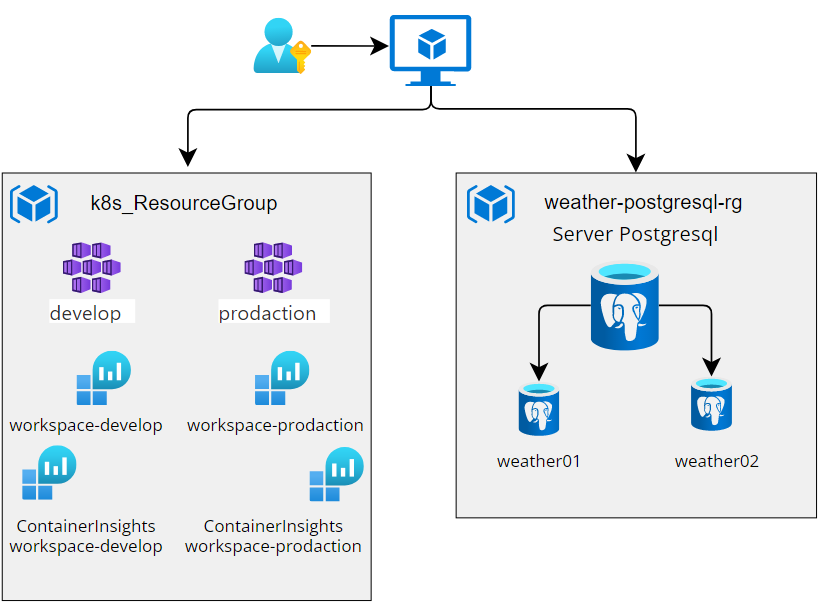 k8s_ResourceGroup
develop
prodaction
workspace-develop
workspace-prodaction
ContainerInsights
workspace-develop
ContainerInsights
workspace-prodaction
weather-postgresql-rg
Server Postgresql
weather01
weather02